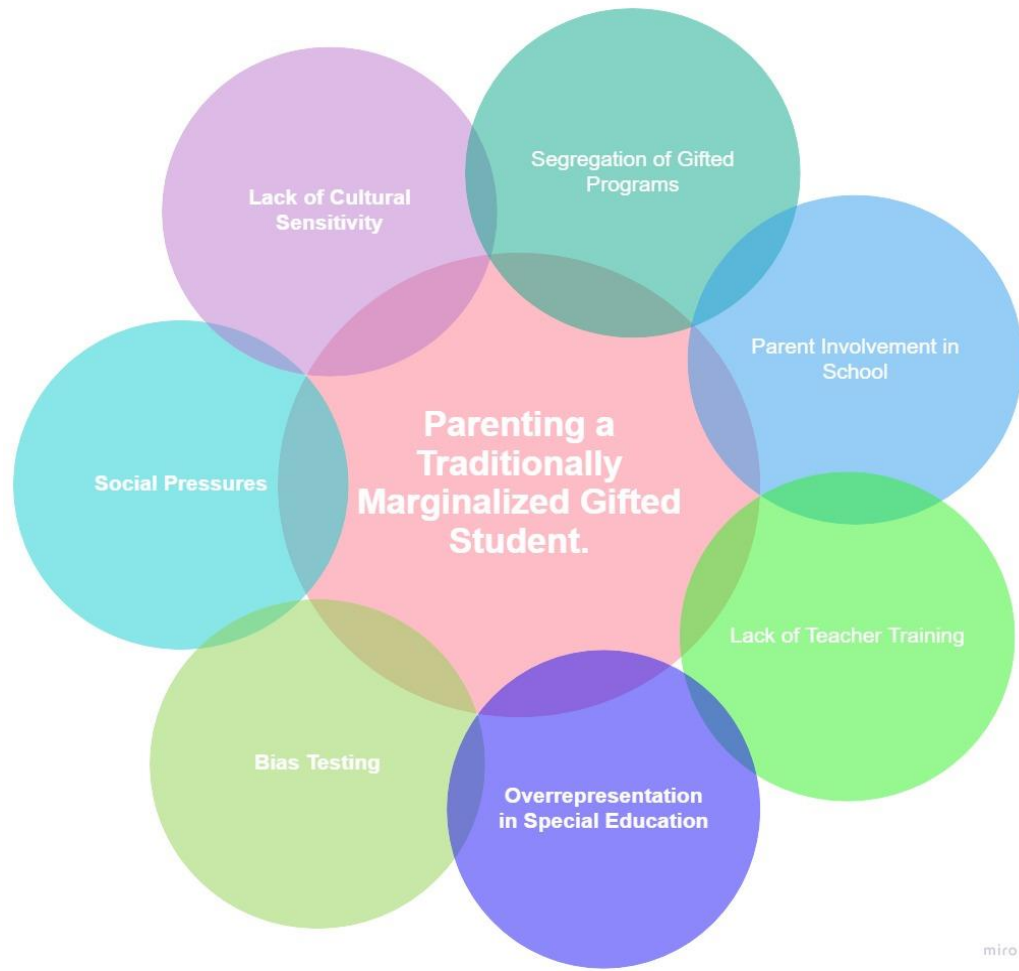 Segregation of Gifted
Programs
Lack of Cultural
Sensitivity
Parent Involvement in
School
Parenting a
Traditionally
Marginalized Gifted
Student.
Social Pressures
Lack of Teacher Training
Bias Testing
Overrepresentation
in Special Education
miro